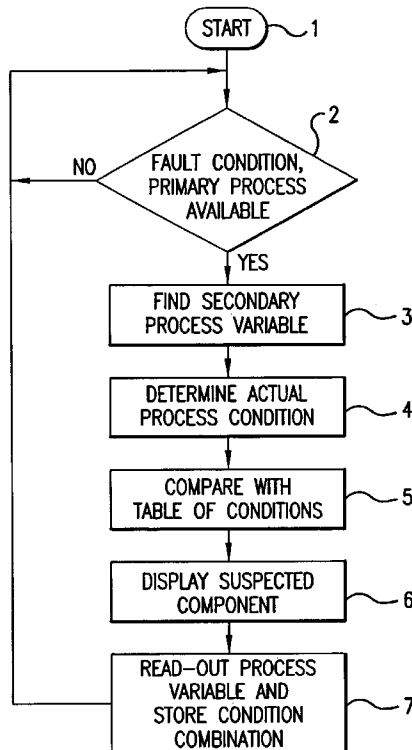 START
1
2
FAULT CONDITION,
PRIMARY PROCESS
AVAILABLE
NO
YES
FIND SECONDARY
PROCESS VARIABLE
3
DETERMINE ACTUAL
PROCESS CONDITION
4
COMPARE WITH
TABLE OF CONDITIONS
5
DISPLAY SUSPECTED
COMPONENT
6
READ-OUT PROCESS
VARIABLE AND
STORE CONDITION
COMBINATION
7